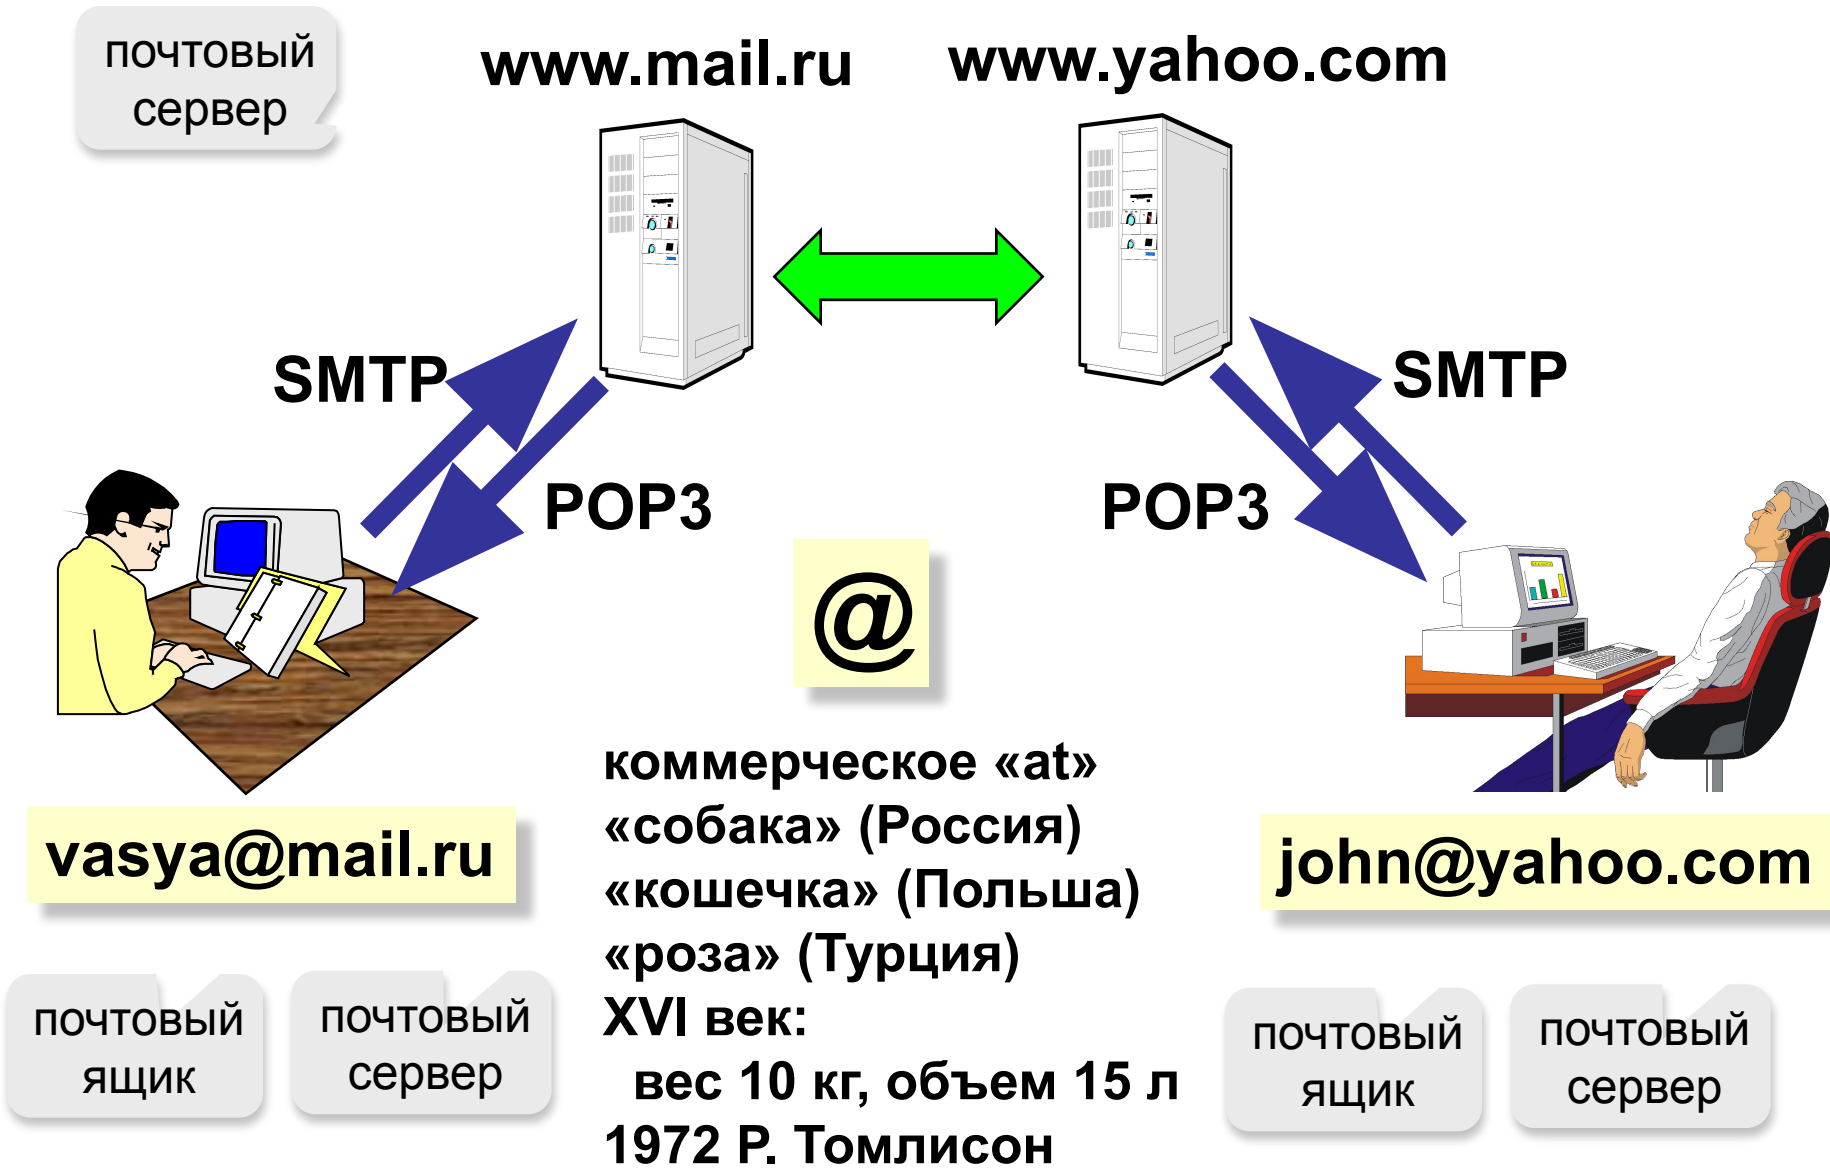 почтовый
сервер
www.mail.ru
www.yahoo.com
SMTP
SMTP
POP3
POP3
@
коммерческое «at»
«собака» (Россия)
«кошечка» (Польша)
«роза» (Турция)
XVI век:
вес 10 кг, объем 15 л
1972 Р. Томлисон
vasya@mail.ru
john@yahoo.com
почтовый
ящик
почтовый
сервер
почтовый
ящик
почтовый
сервер